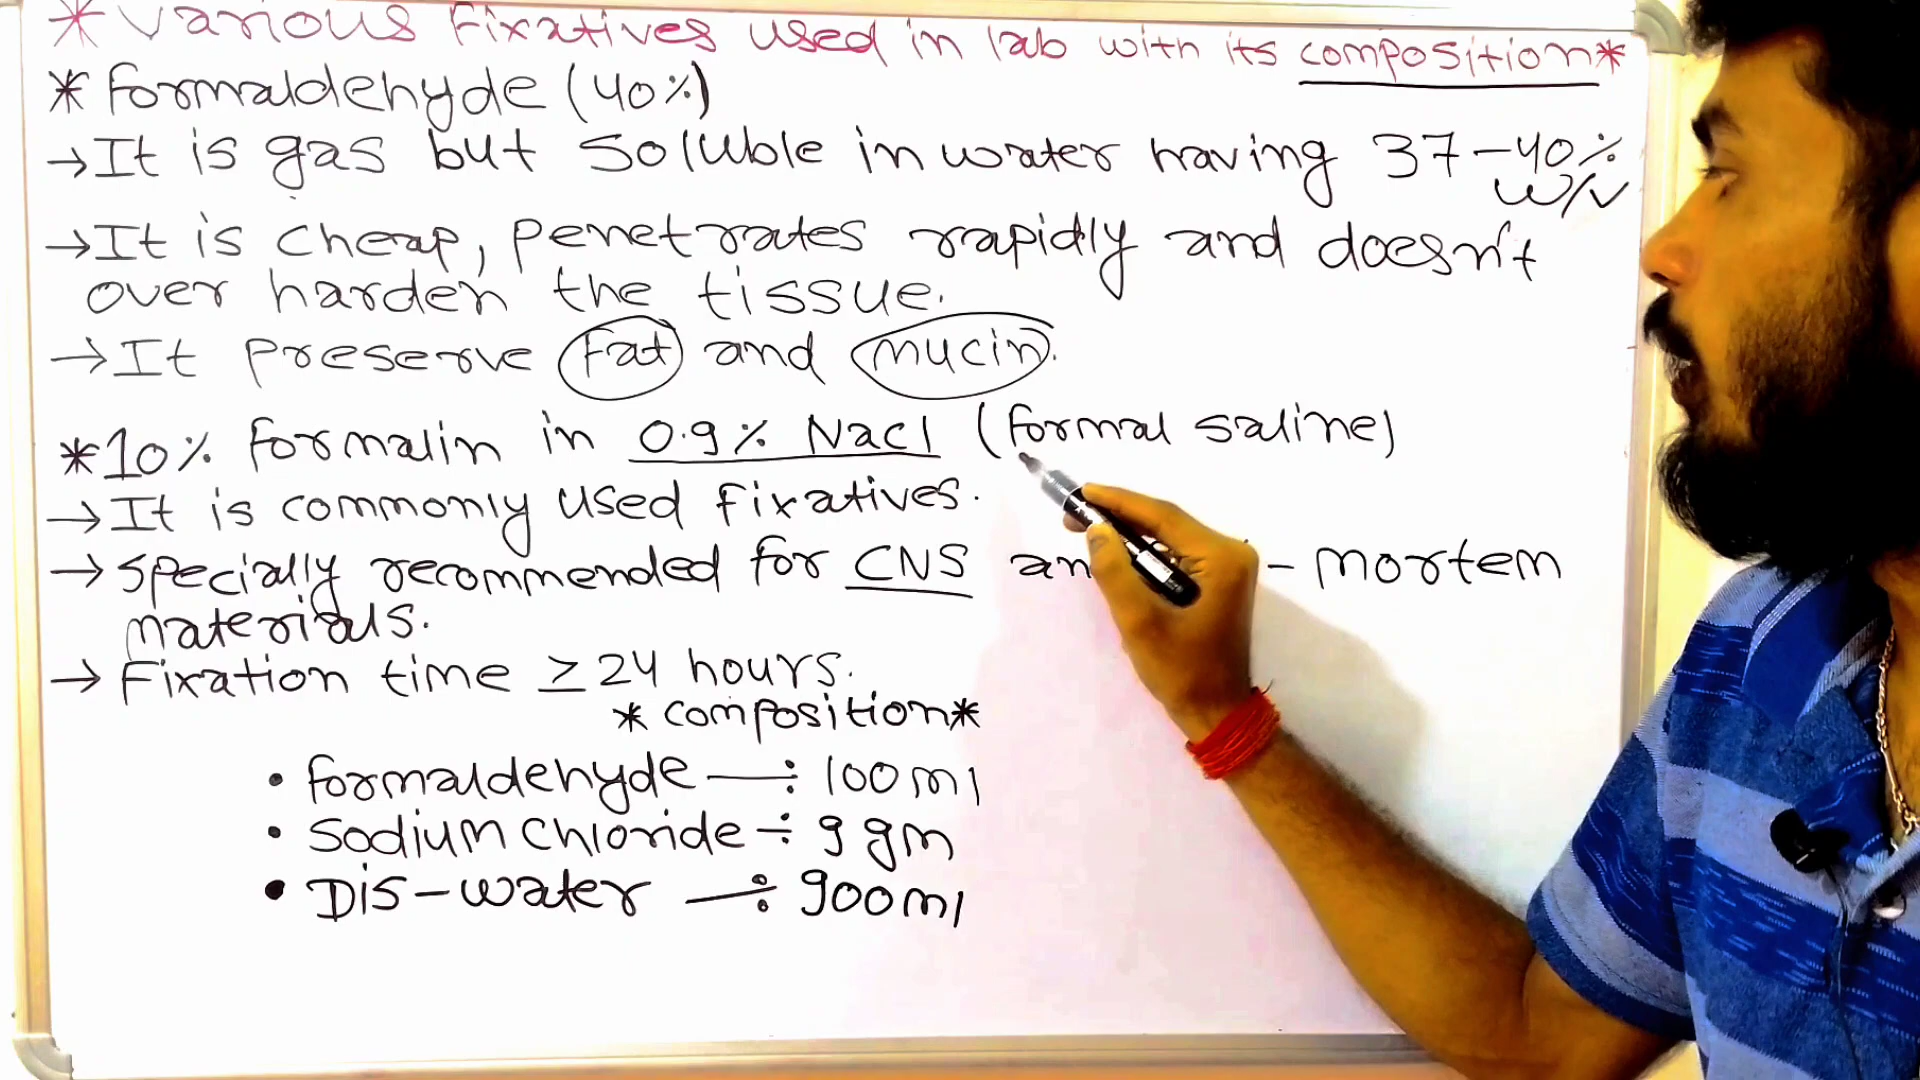 * Various Fixatives used in lab with its composition *
* Formaldehyde (40%)
→ It is gas but soluble in water having 37-40%
W/V
→ It is cheap, penetrates rapidly and doesn't
over harden the tissue.
→ It preserve Fat and mucin.
* 10% Formalin in 0.9% Nacl (Formal saline)
→ It is commonly used fixatives.
→ Specially recommended for CNS - mortem
materials.
→ Fixation time ≥ 24 hours.
* composition *
• Formaldehyde —÷ 100ml
• Sodium Chloride ÷ 9 gm
• Dis-water —÷ 900ml